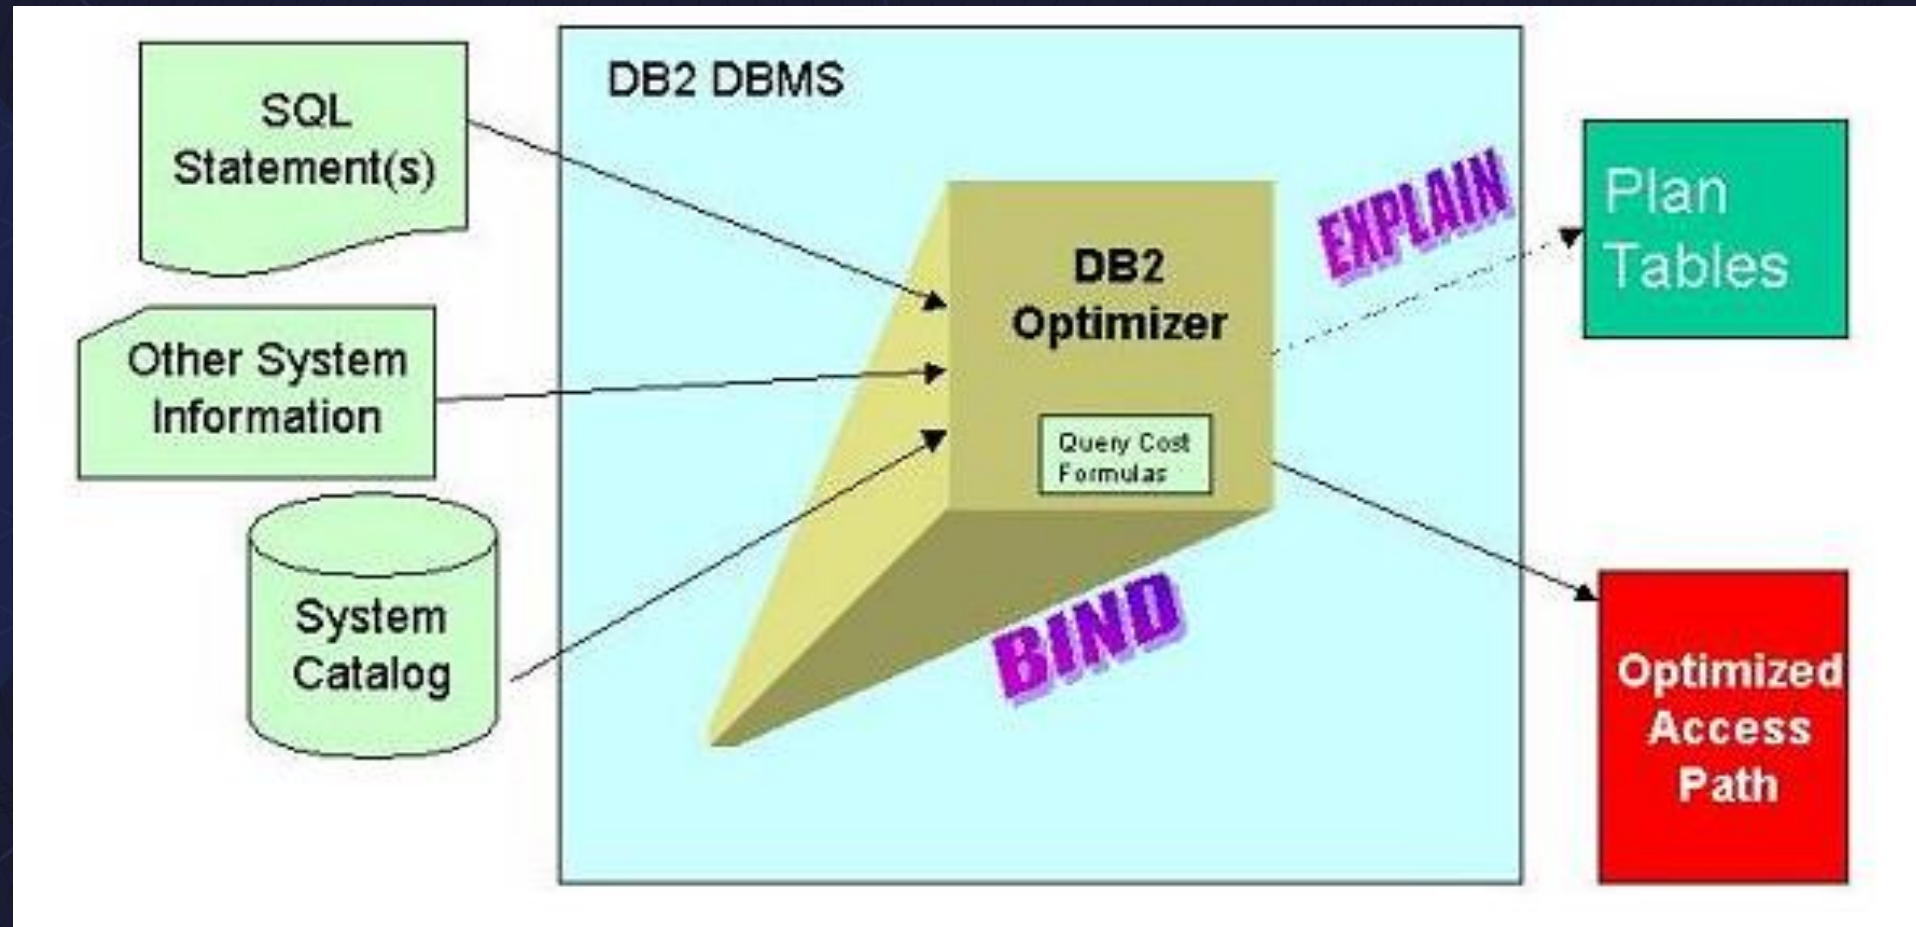 SQL
Statement(s)
Other System
Information
System
Catalog
DB2 DBMS
DB2
Optimizer
Query Cost
Formulas
BIND
EXPLAIN
Plan
Tables
Optimized
Access
Path